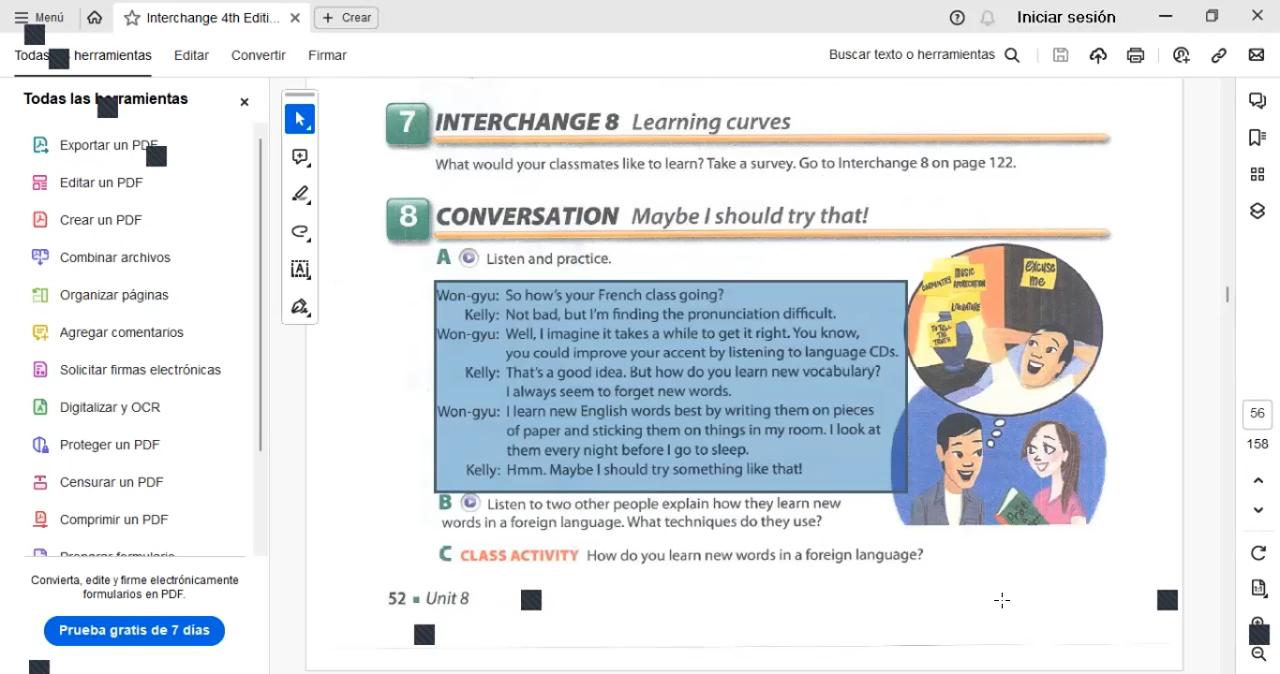 Menú
Interchange 4th Editi...
Crear
Iniciar sesión
Todas herramientas
Editar
Convertir
Firmar
Buscar texto o herramientas
Todas las herramientas
Exportar un PDF
Editar un PDF
Crear un PDF
Combinar archivos
Organizar páginas
Agregar comentarios
Solicitar firmas electrónicas
Digitalizar y OCR
Proteger un PDF
Censurar un PDF
Comprimir un PDF
Preparar formulario
Convierta, edite y firme electrónicamente
formularios en PDF.
Prueba gratis de 7 días
7 INTERCHANGE 8 Learning curves
What would your classmates like to learn? Take a survey. Go to Interchange 8 on page 122.
8 CONVERSATION Maybe I should try that!
A Listen and practice.
Won-gyu: So how's your French class going?
Kelly: Not bad, but I'm finding the pronunciation difficult.
Won-gyu: Well, I imagine it takes a while to get it right. You know,
you could improve your accent by listening to language CDs.
Kelly: That's a good idea. But how do you learn new vocabulary?
I always seem to forget new words.
Won-gyu: I learn new English words best by writing them on pieces
of paper and sticking them on things in my room. I look at
them every night before I go to sleep.
Kelly: Hmm. Maybe I should try something like that!
CARPENTRY
MUSIC
APPRECIATION
EXCUSE
ME
LITERATURE
TO TELL
THE
TRUTH
B Listen to two other people explain how they learn new
words in a foreign language. What techniques do they use?
C CLASS ACTIVITY How do you learn new words in a foreign language?
52 Unit 8
56
158